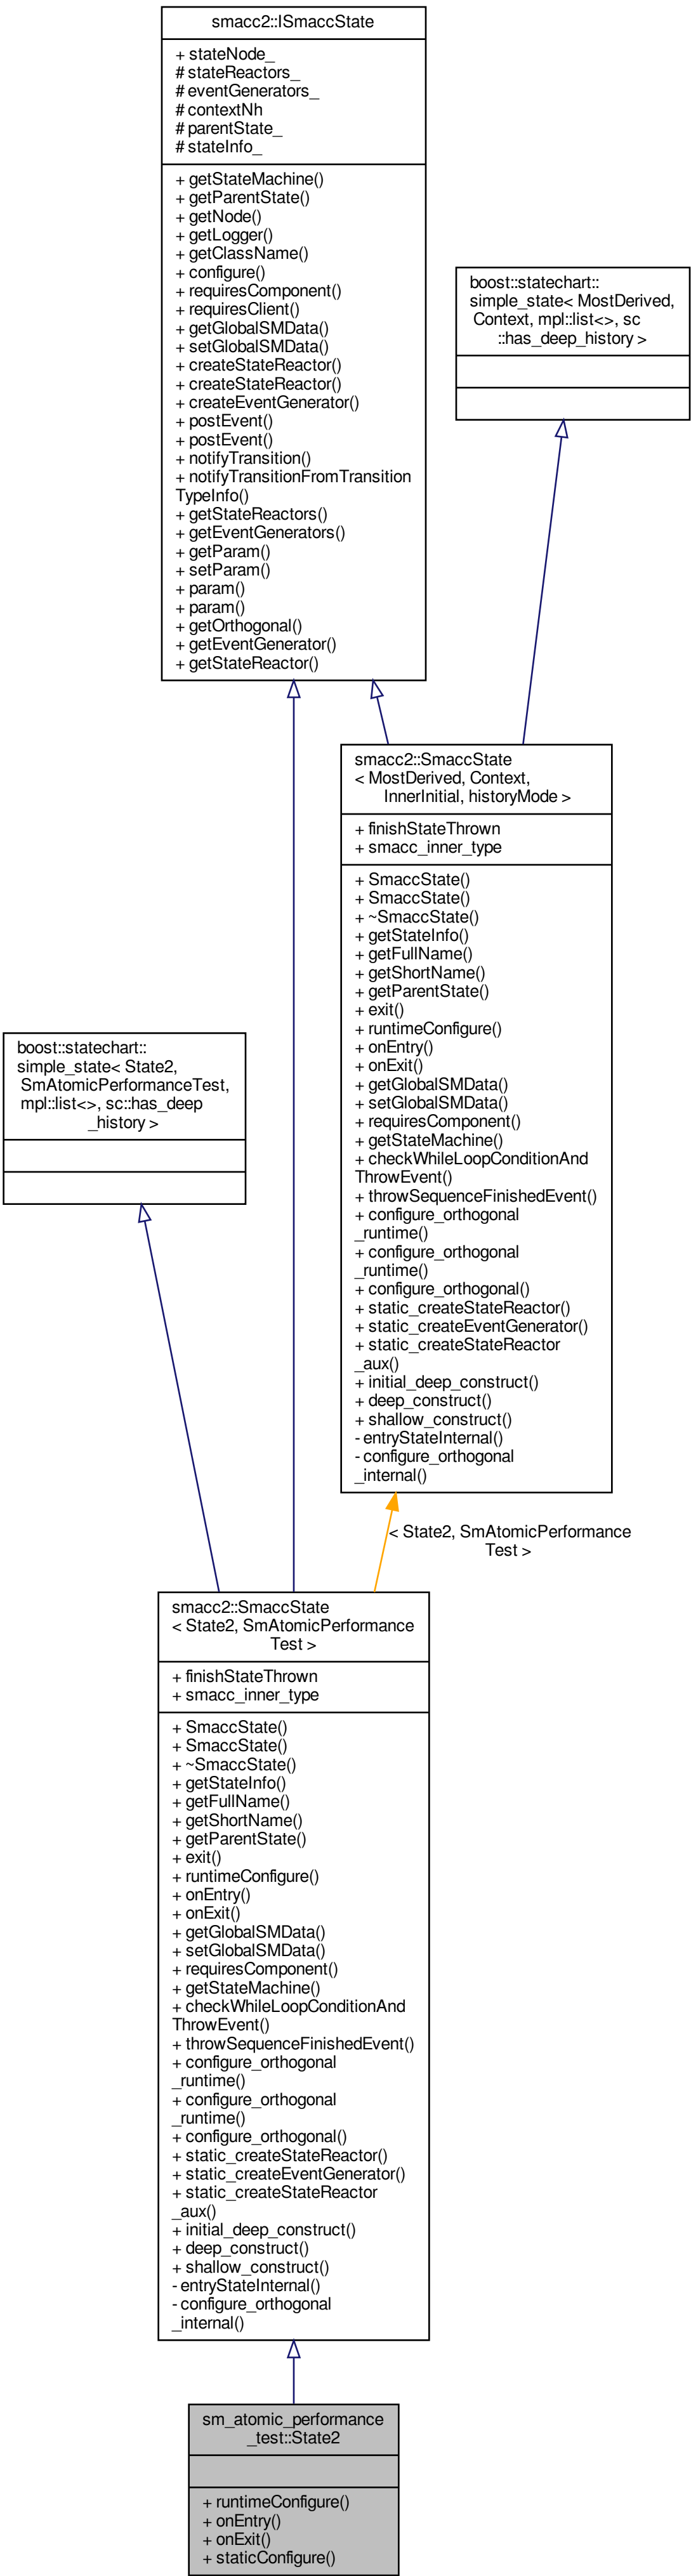 smacc2::ISmaccState
+ stateNode_
# stateReactors_
# eventGenerators_
# contextNh
# parentState_
# stateInfo_
+ getStateMachine()
+ getParentState()
+ getNode()
+ getLogger()
+ getClassName()
+ configure()
+ requiresComponent()
+ requiresClient()
+ getGlobalSMData()
+ setGlobalSMData()
+ createStateReactor()
+ createStateReactor()
+ createEventGenerator()
+ postEvent()
+ postEvent()
+ notifyTransition()
+ notifyTransitionFromTransition
TypeInfo()
+ getStateReactors()
+ getEventGenerators()
+ getParam()
+ setParam()
+ param()
+ param()
+ getOrthogonal()
+ getEventGenerator()
+ getStateReactor()
boost::statechart::
simple_state< MostDerived,
Context, mpl::list<>, sc
::has_deep_history >
smacc2::SmaccState
< MostDerived, Context,
InnerInitial, historyMode >
+ finishStateThrown
+ smacc_inner_type
+ SmaccState()
+ SmaccState()
+ ~SmaccState()
+ getStateInfo()
+ getFullName()
+ getShortName()
+ getParentState()
+ exit()
+ runtimeConfigure()
+ onEntry()
+ onExit()
+ getGlobalSMData()
+ setGlobalSMData()
+ requiresComponent()
+ getStateMachine()
+ checkWhileLoopConditionAnd
ThrowEvent()
+ throwSequenceFinishedEvent()
+ configure_orthogonal
_runtime()
+ configure_orthogonal
_runtime()
+ configure_orthogonal()
+ static_createStateReactor()
+ static_createEventGenerator()
+ static_createStateReactor
_aux()
+ initial_deep_construct()
+ deep_construct()
+ shallow_construct()
- entryStateInternal()
- configure_orthogonal
_internal()
boost::statechart::
simple_state< State2,
SmAtomicPerformanceTest,
mpl::list<>, sc::has_deep
_history >
< State2, SmAtomicPerformance
Test >
smacc2::SmaccState
< State2, SmAtomicPerformance
Test >
+ finishStateThrown
+ smacc_inner_type
+ SmaccState()
+ SmaccState()
+ ~SmaccState()
+ getStateInfo()
+ getFullName()
+ getShortName()
+ getParentState()
+ exit()
+ runtimeConfigure()
+ onEntry()
+ onExit()
+ getGlobalSMData()
+ setGlobalSMData()
+ requiresComponent()
+ getStateMachine()
+ checkWhileLoopConditionAnd
ThrowEvent()
+ throwSequenceFinishedEvent()
+ configure_orthogonal
_runtime()
+ configure_orthogonal
_runtime()
+ configure_orthogonal()
+ static_createStateReactor()
+ static_createEventGenerator()
+ static_createStateReactor
_aux()
+ initial_deep_construct()
+ deep_construct()
+ shallow_construct()
- entryStateInternal()
- configure_orthogonal
_internal()
sm_atomic_performance
_test::State2
+ runtimeConfigure()
+ onEntry()
+ onExit()
+ staticConfigure()